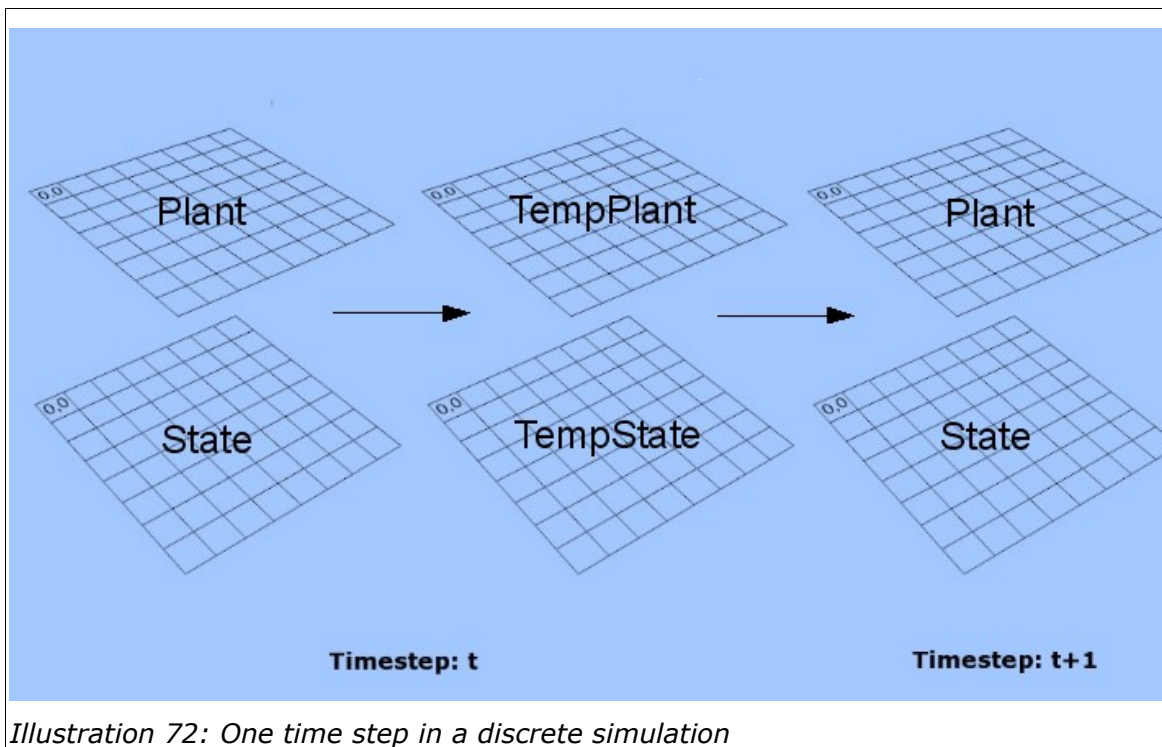 0,0
0,0
0,0
Plant
TempPlant
Plant
0,0
0,0
0,0
State
TempState
State
Timestep: t
Timestep: t+1
Illustration 72: One time step in a discrete simulation